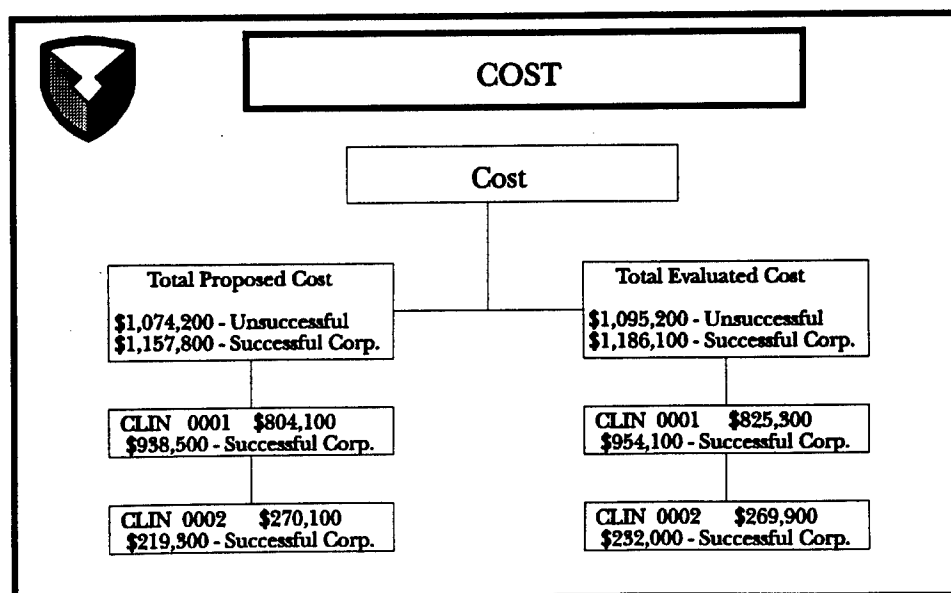 COST
Cost
Total Proposed Cost
$1,074,200 - Unsuccessful
$1,157,800 - Successful Corp.
Total Evaluated Cost
$1,095,200 - Unsuccessful
$1,186,100 - Successful Corp.
CLIN 0001 $804,100
$938,500 - Successful Corp.
CLIN 0001 $825,300
$954,100 - Successful Corp.
CLIN 0002 $270,100
$219,300 - Successful Corp.
CLIN 0002 $269,900
$232,000 - Successful Corp.